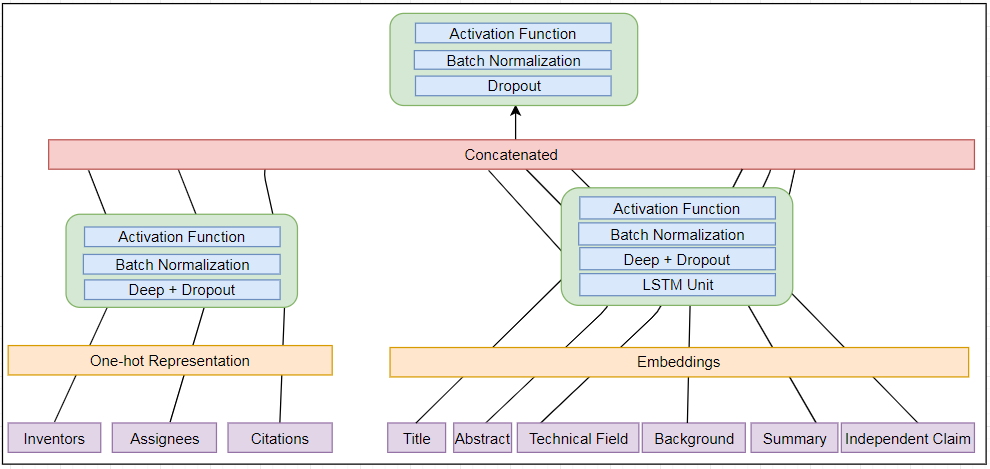 Activation Function
Batch Normalization
Dropout
Concatenated
Activation Function
Batch Normalization
Deep + Dropout
Activation Function
Batch Normalization
Deep + Dropout
LSTM Unit
One-hot Representation
Embeddings
Inventors
Assignees
Citations
Title
Abstract
Technical Field
Background
Summary
Independent Claim